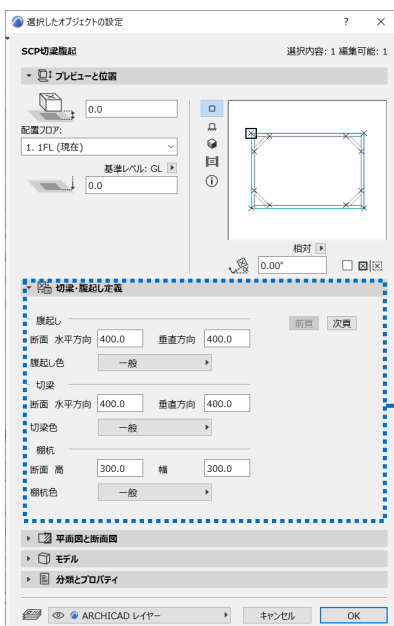 選択したオブジェクトの設定 ? ×
SCP切梁腹起 選択内容: 1 編集可能: 1
プレビューと位置
0.0
配置フロア:
1. 1FL (現在)
基準レベル: GL
0.0
相対
0.00°
切梁・腹起し定義
腹起し 前頁 次頁
断面 水平方向 400.0 垂直方向 400.0
腹起し色 一般
切梁
断面 水平方向 400.0 垂直方向 400.0
切梁色 一般
棚杭
断面 高 300.0 幅 300.0
棚杭色 一般
平面図と断面図
モデル
分類とプロパティ
ARCHICAD レイヤー キャンセル OK